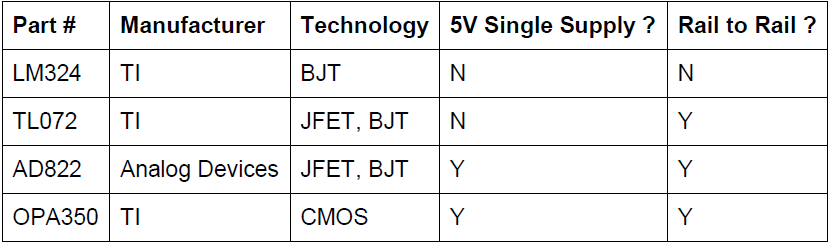 Part # Manufacturer Technology 5V Single Supply ? Rail to Rail ?
LM324 TI BJT N N
TL072 TI JFET, BJT N Y
AD822 Analog Devices JFET, BJT Y Y
OPA350 TI CMOS Y Y